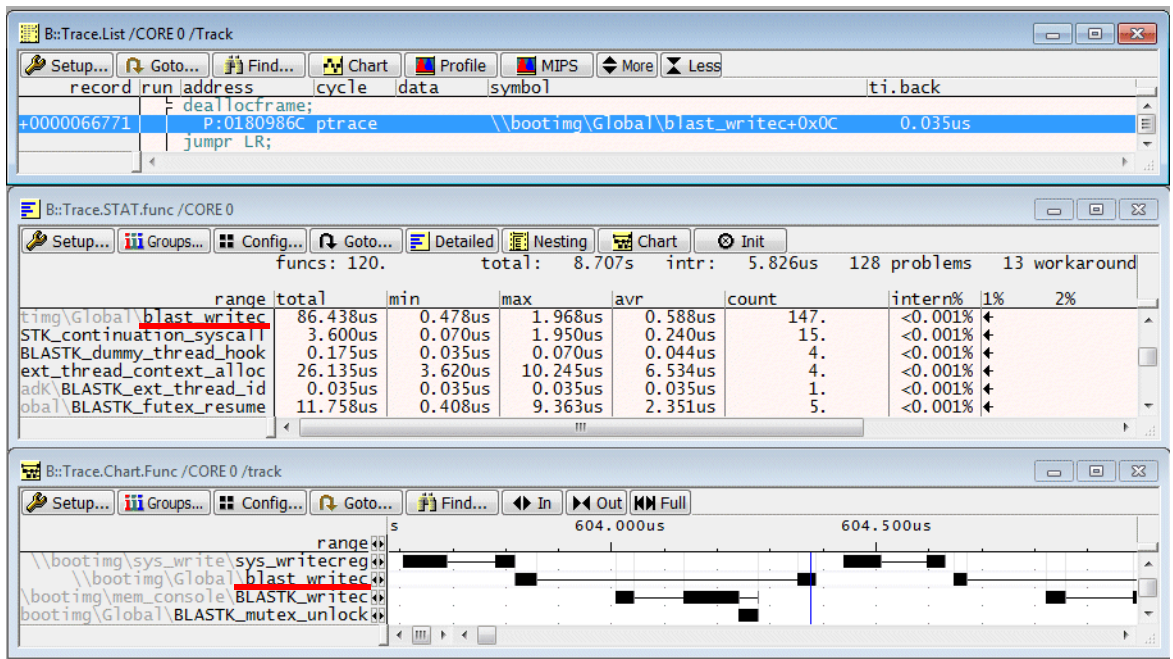 B::Trace.List /CORE 0 /Track
Setup... Goto... Find... Chart Profile MIPS More Less
record run address cycle data symbol ti.back
deallocframe;
+0000066771 P:0180986C ptrace \\bootimg\Global\blast_writec+0x0C 0.035us
jumpr LR;
B::Trace.STAT.func /CORE 0
Setup... Groups... Config... Goto... Detailed Nesting Chart Init
funcs: 120. total: 8.707s intr: 5.826us 128 problems 13 workaround
range total min max avr count intern% 1% 2%
timg\Global\blast_writec 86.438us 0.478us 1.968us 0.588us 147. <0.001%
STK_continuation_syscall 3.600us 0.070us 1.950us 0.240us 15. <0.001%
BLASTK_dummy_thread_hook 0.175us 0.035us 0.070us 0.044us 4. <0.001%
ext_thread_context_alloc 26.135us 3.620us 10.245us 6.534us 4. <0.001%
adK\BLASTK_ext_thread_id 0.035us 0.035us 0.035us 0.035us 1. <0.001%
obal\BLASTK_futex_resume 11.758us 0.408us 9.363us 2.351us 5. <0.001%
B::Trace.Chart.Func /CORE 0 /track
Setup... Groups... Config... Goto... Find... In Out Full
s 604.000us 604.500us
range
\\bootimg\sys_write\sys_writecreg
\\bootimg\Global\blast_writec
\bootimg\mem_console\BLASTK_writec
bootimg\Global\BLASTK_mutex_unlock